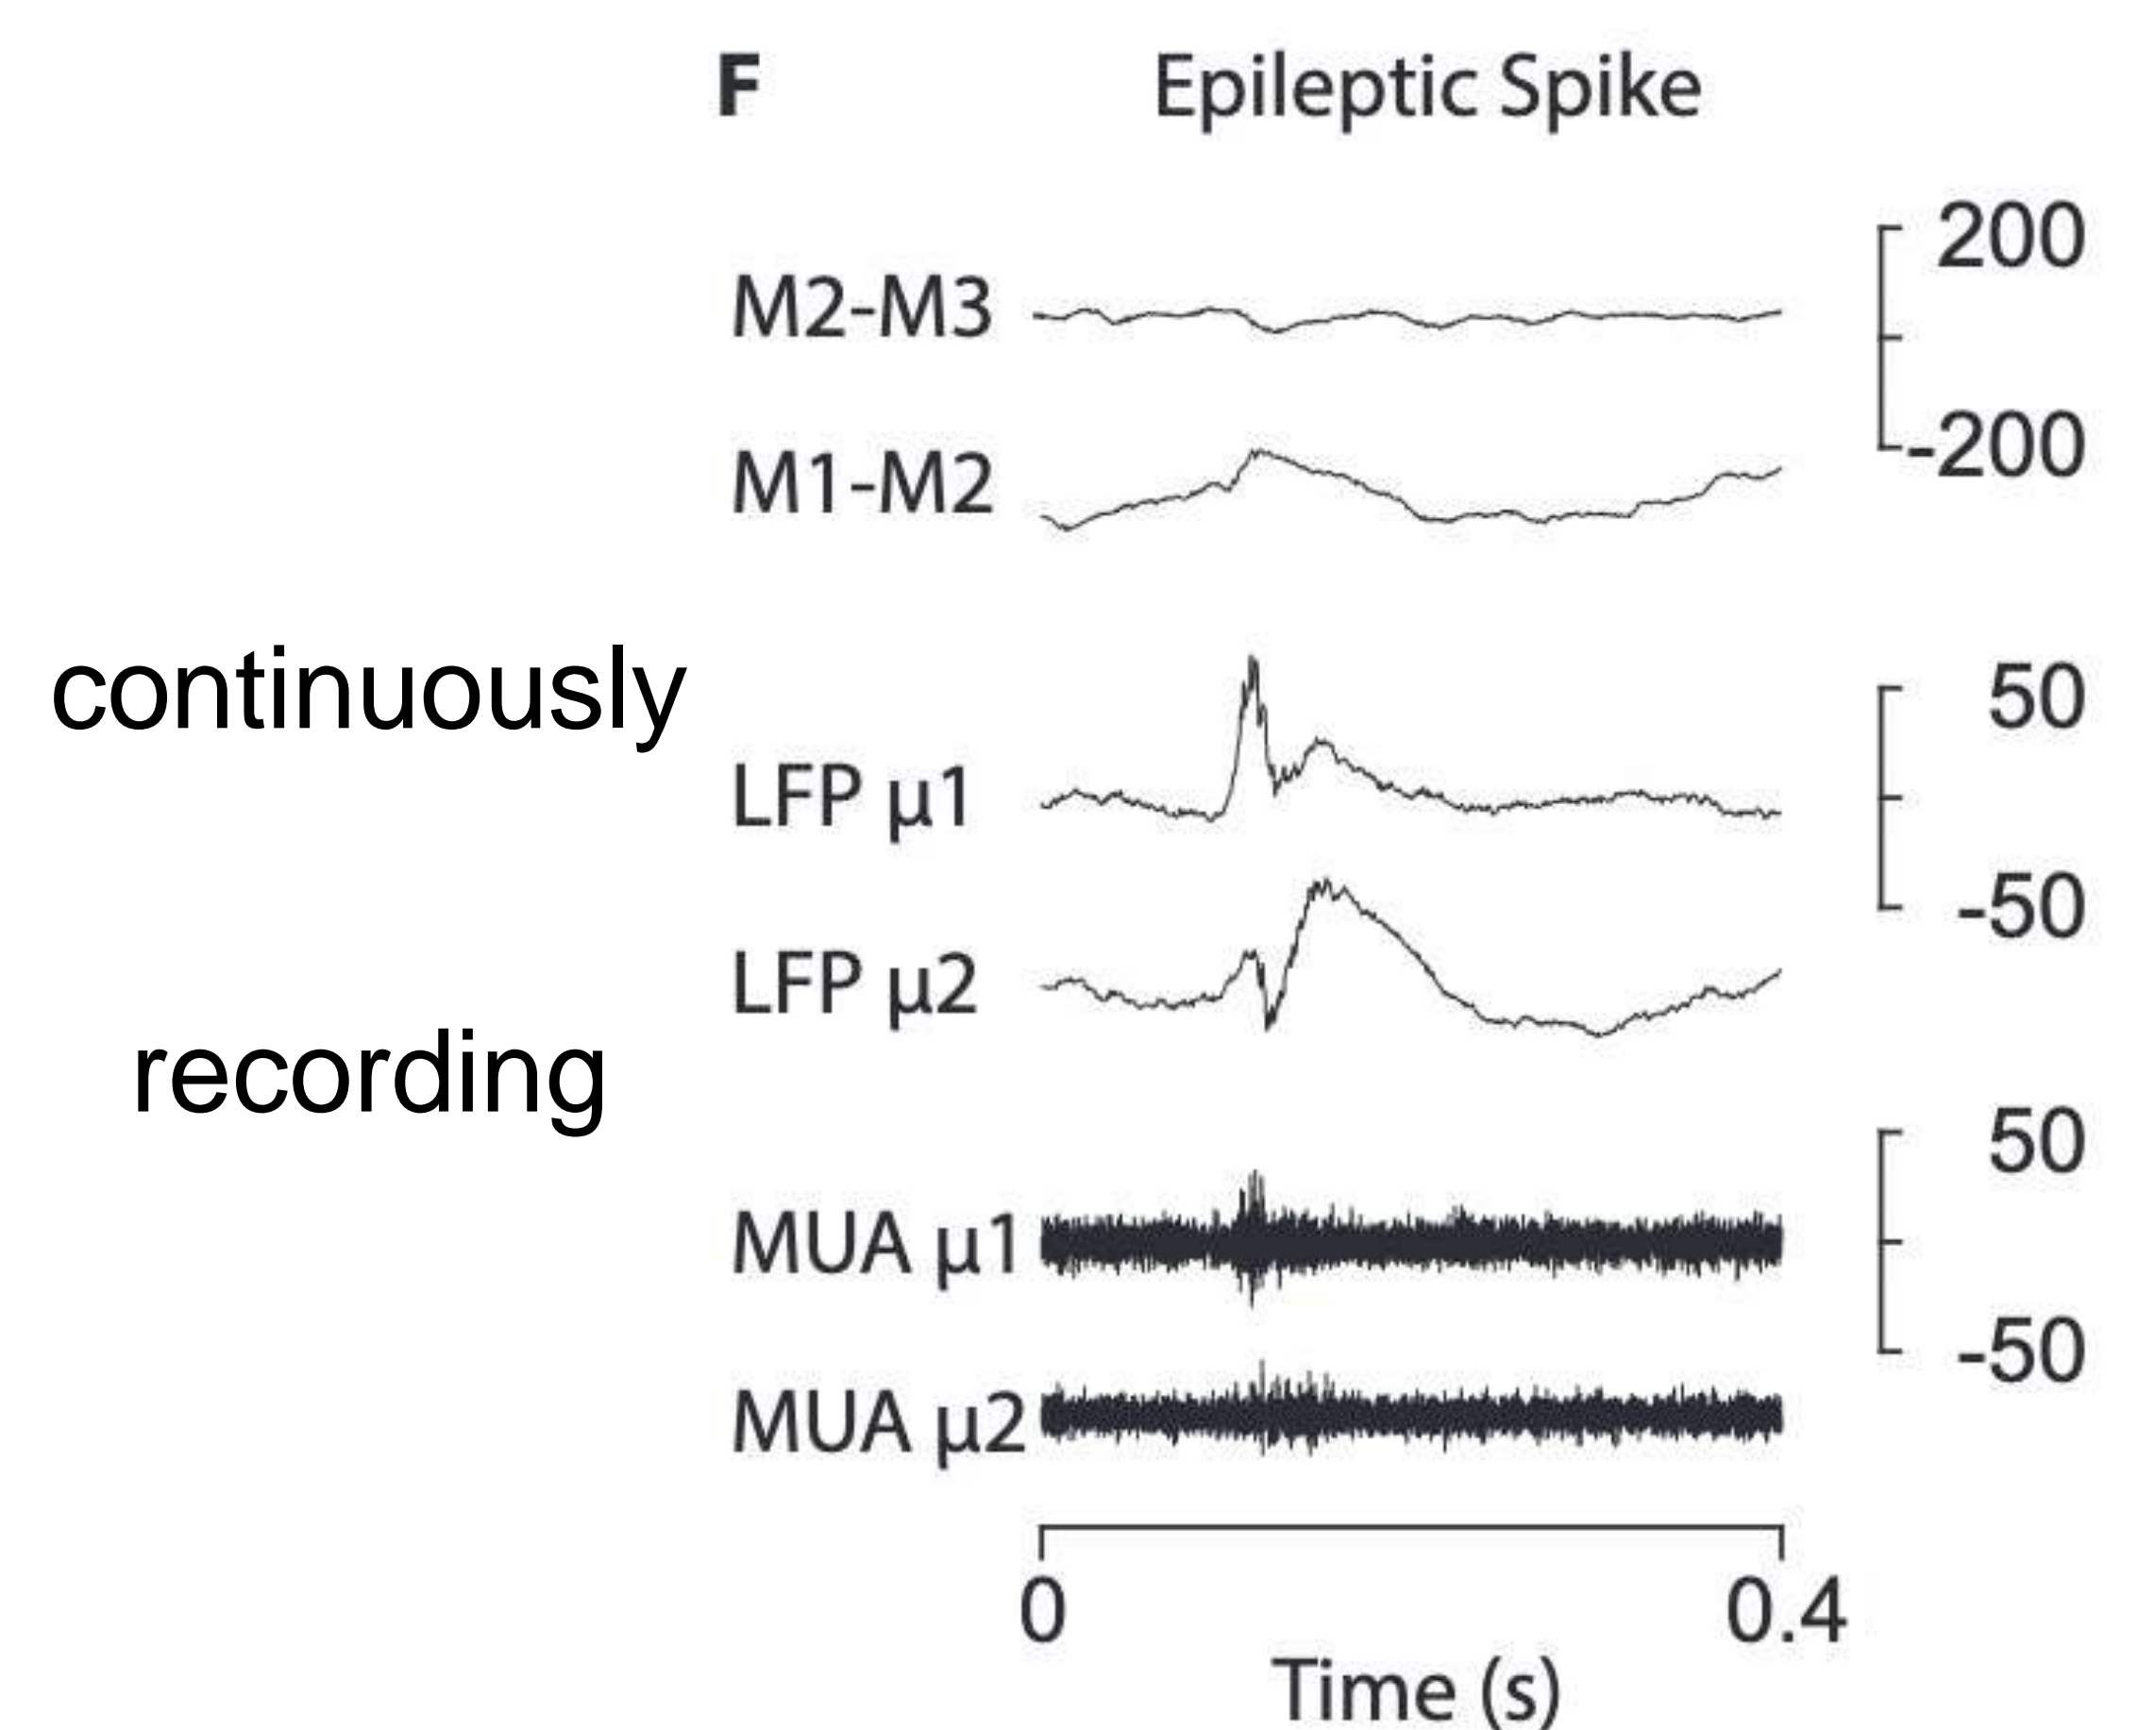 F Epileptic Spike
200
M2-M3
-200
M1-M2
continuously
50
LFP μ1
-50
LFP μ2
recording
50
MUA μ1
-50
MUA μ2
0 0.4
Time (s)